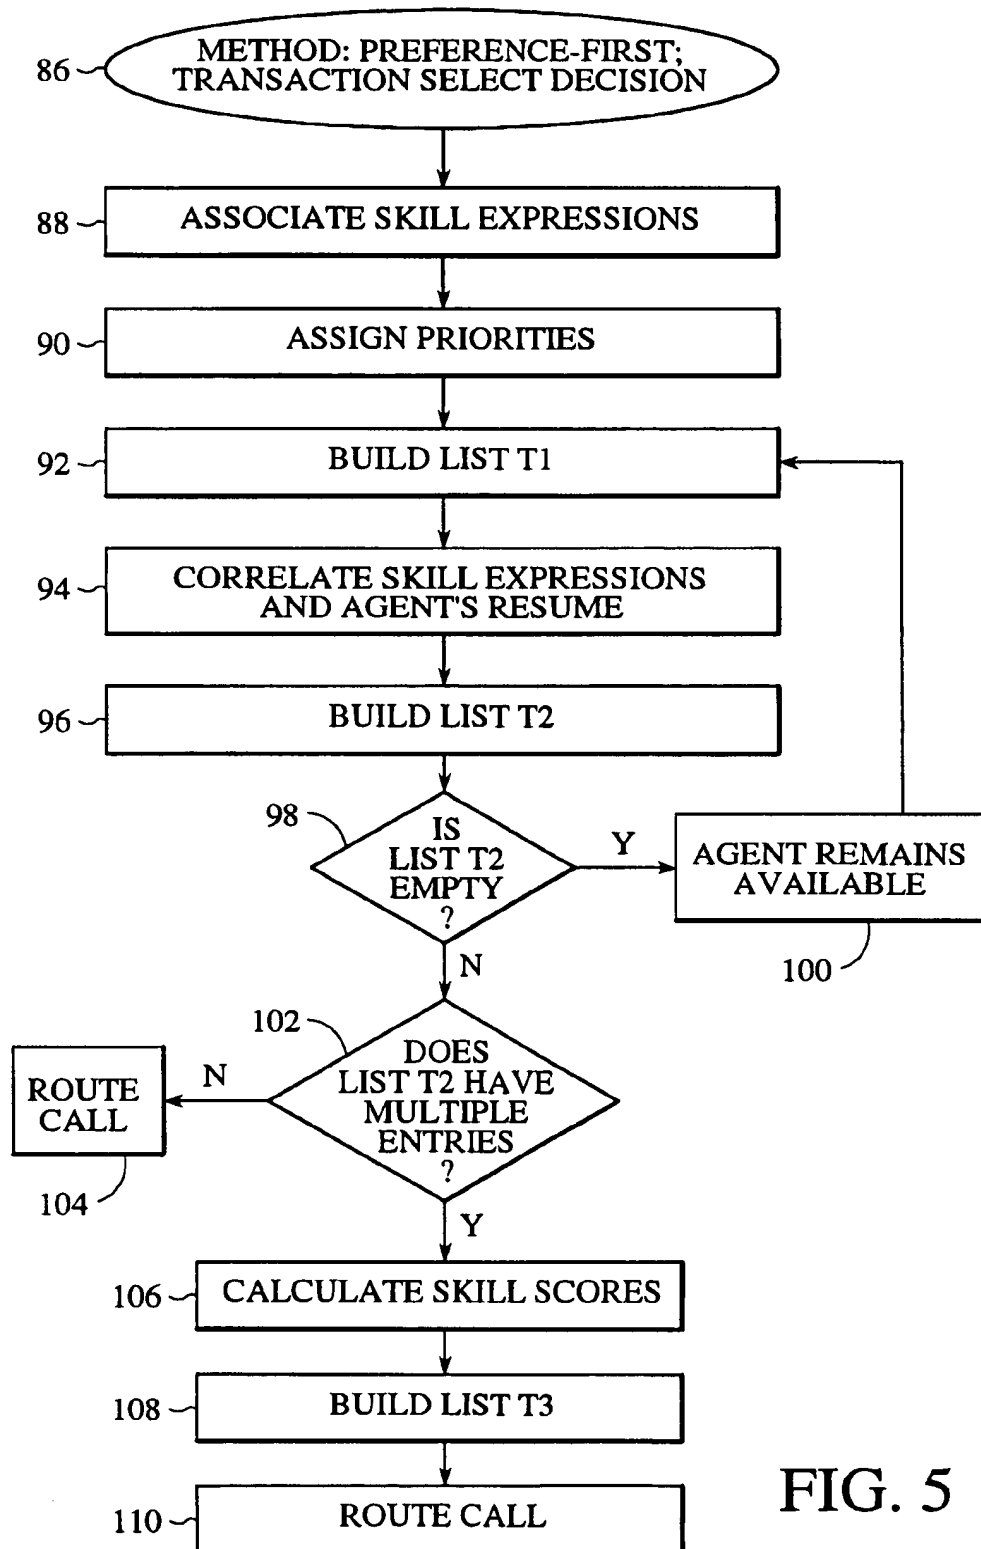 METHOD: PREFERENCE-FIRST;
TRANSACTION SELECT DECISION
86
ASSOCIATE SKILL EXPRESSIONS
88
ASSIGN PRIORITIES
90
BUILD LIST T1
92
CORRELATE SKILL EXPRESSIONS
AND AGENT'S RESUME
94
BUILD LIST T2
96
98
IS
LIST T2
EMPTY
?
Y
AGENT REMAINS
AVAILABLE
100
N
102
DOES
LIST T2 HAVE
MULTIPLE
ENTRIES
?
N
ROUTE
CALL
104
Y
CALCULATE SKILL SCORES
106
BUILD LIST T3
108
ROUTE CALL
110
FIG. 5